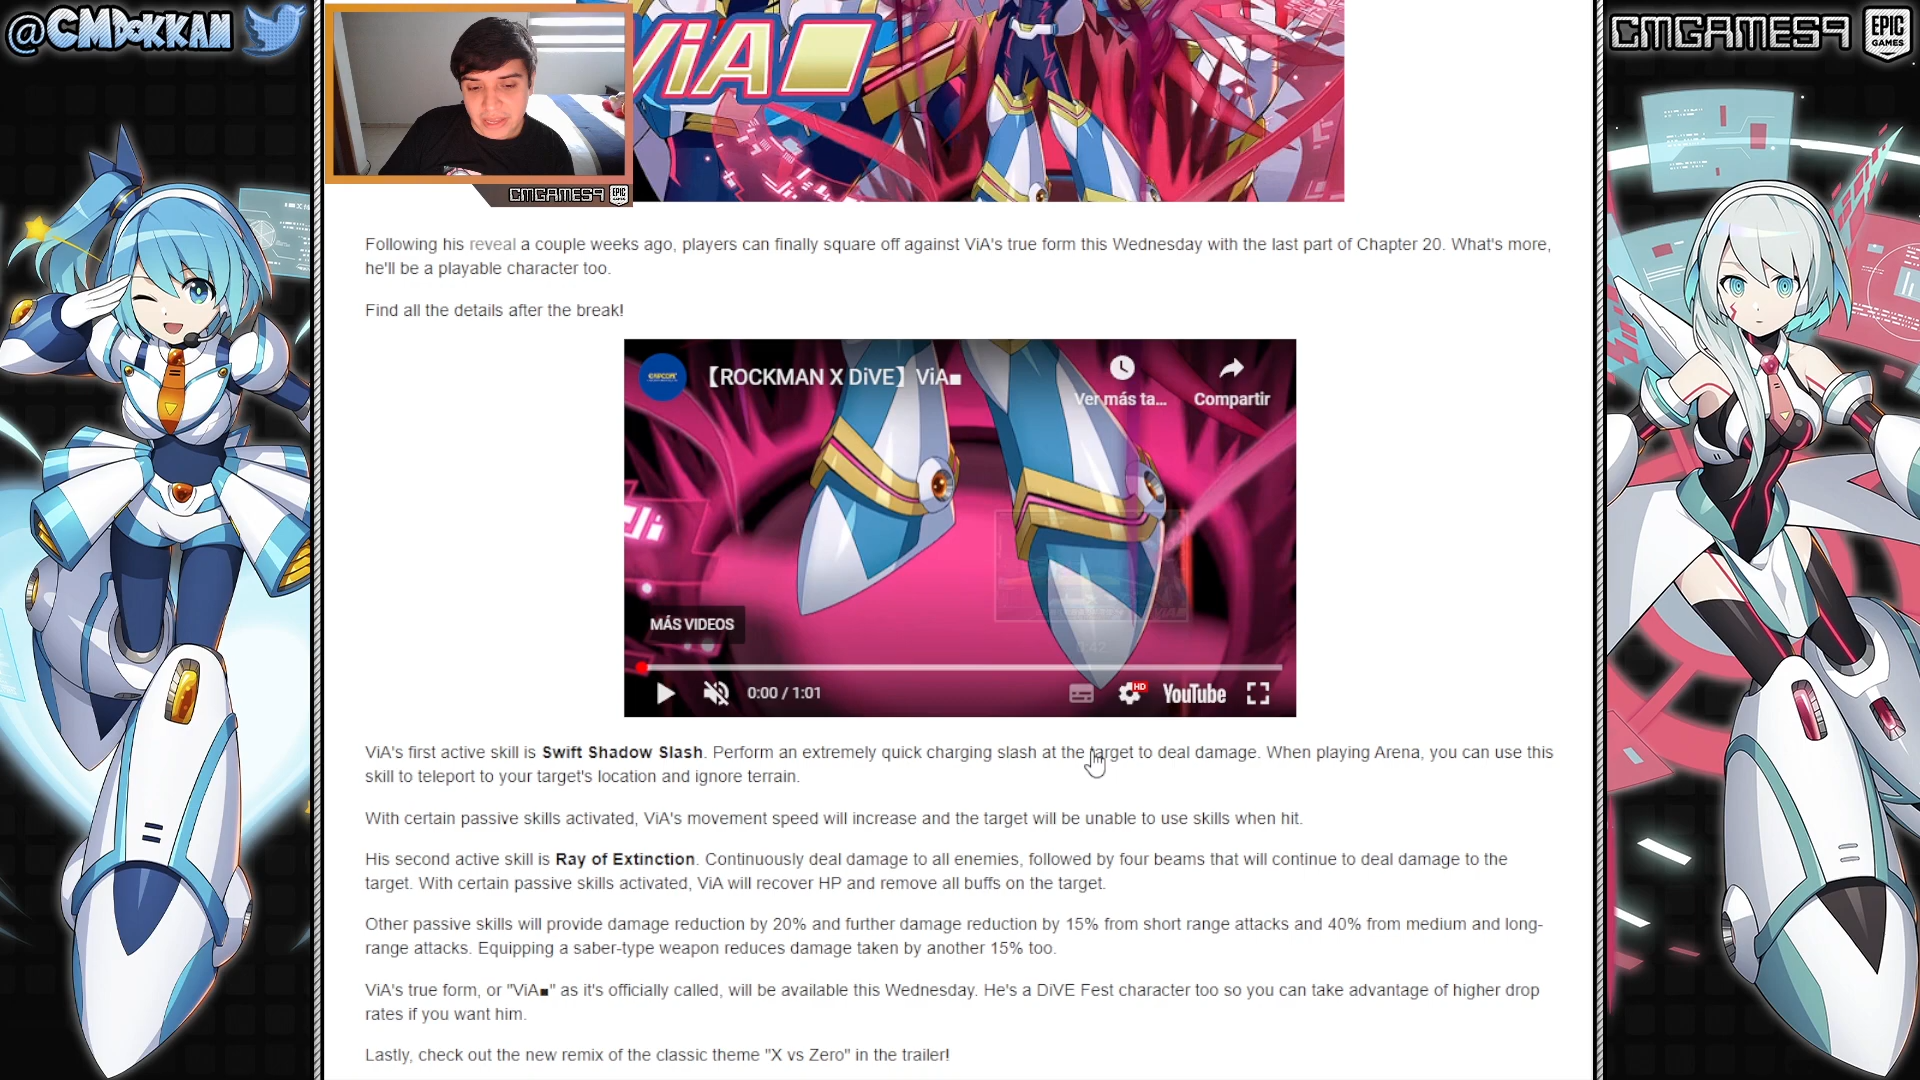 @CMDOKKAN
CMGAMES9
EPIC
GAMES
ViA
CMGAMES9
EPIC
GAMES
Following his reveal a couple weeks ago, players can finally square off against ViA's true form this Wednesday with the last part of Chapter 20. What's more,
he'll be a playable character too.
Find all the details after the break!
CAPCOM
【ROCKMAN X DiVE】ViA■
Ver más ta...
Compartir
MÁS VIDEOS
1:42
0:00 / 1:01
HD
YouTube
ViA's first active skill is Swift Shadow Slash. Perform an extremely quick charging slash at the target to deal damage. When playing Arena, you can use this
skill to teleport to your target's location and ignore terrain.
With certain passive skills activated, ViA's movement speed will increase and the target will be unable to use skills when hit.
His second active skill is Ray of Extinction. Continuously deal damage to all enemies, followed by four beams that will continue to deal damage to the
target. With certain passive skills activated, ViA will recover HP and remove all buffs on the target.
Other passive skills will provide damage reduction by 20% and further damage reduction by 15% from short range attacks and 40% from medium and long-
range attacks. Equipping a saber-type weapon reduces damage taken by another 15% too.
ViA's true form, or "ViA■" as it's officially called, will be available this Wednesday. He's a DiVE Fest character too so you can take advantage of higher drop
rates if you want him.
Lastly, check out the new remix of the classic theme "X vs Zero" in the trailer!